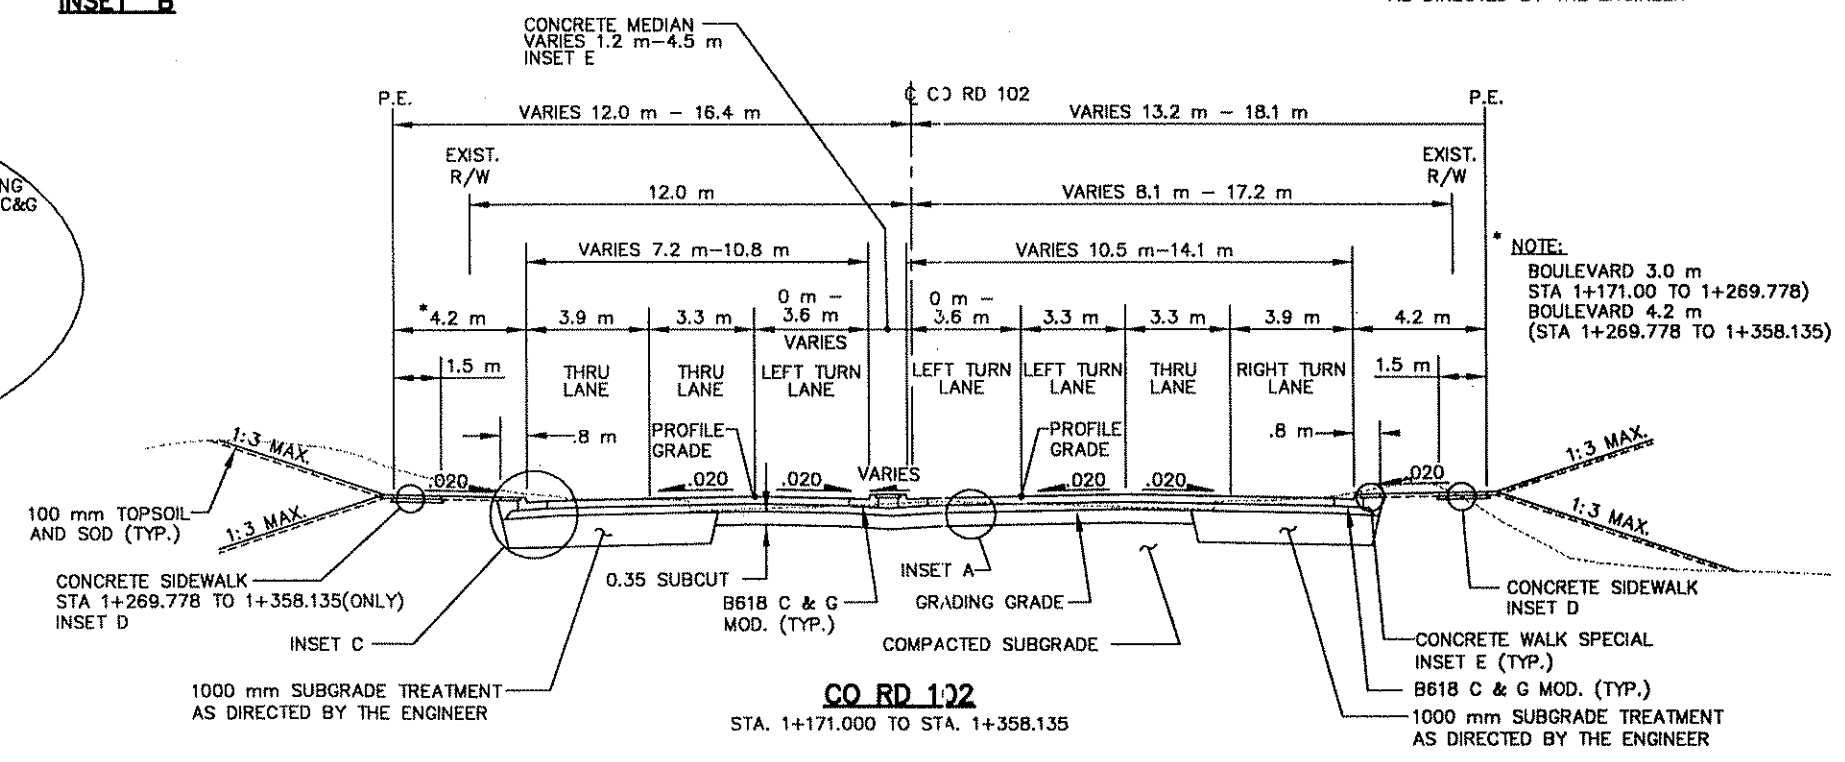 INSET B
CONCRETE MEDIAN
VARIES 1.2 m-4.5 m
INSET E
P.E.
VARIES 12.0 m - 16.4 m
℄ CO RD 102
VARIES 13.2 m - 18.1 m
P.E.
EXIST.
R/W
12.0 m
VARIES 8.1 m - 17.2 m
EXIST.
R/W
NG
C&G
VARIES 7.2 m-10.8 m
VARIES 10.5 m-14.1 m
* NOTE:
BOULEVARD 3.0 m
STA 1+171.00 TO 1+269.778)
BOULEVARD 4.2 m
(STA 1+269.778 TO 1+358.135)
*4.2 m
3.9 m
3.3 m
0 m -
3.6 m
VARIES
0 m -
3.6 m
3.3 m
3.3 m
3.9 m
4.2 m
1.5 m
THRU
LANE
THRU
LANE
LEFT TURN
LANE
LEFT TURN
LANE
LEFT TURN
LANE
THRU
LANE
RIGHT TURN
LANE
1.5 m
1:3 MAX.
.8 m
PROFILE
GRADE
PROFILE
GRADE
.8 m
1:3 MAX.
.020
.020
.020
VARIES
.020
.020
.020
100 mm TOPSOIL
AND SOD (TYP.)
1:3 MAX.
1:3 MAX.
CONCRETE SIDEWALK
STA 1+269.778 TO 1+358.135(ONLY)
INSET D
0.35 SUBCUT
INSET A
B618 C & G
MOD. (TYP.)
GRADING GRADE
CONCRETE SIDEWALK
INSET D
INSET C
COMPACTED SUBGRADE
CONCRETE WALK SPECIAL
INSET E (TYP.)
1000 mm SUBGRADE TREATMENT
AS DIRECTED BY THE ENGINEER
B618 C & G MOD. (TYP.)
1000 mm SUBGRADE TREATMENT
AS DIRECTED BY THE ENGINEER
CO RD 102
STA. 1+171.000 TO STA. 1+358.135